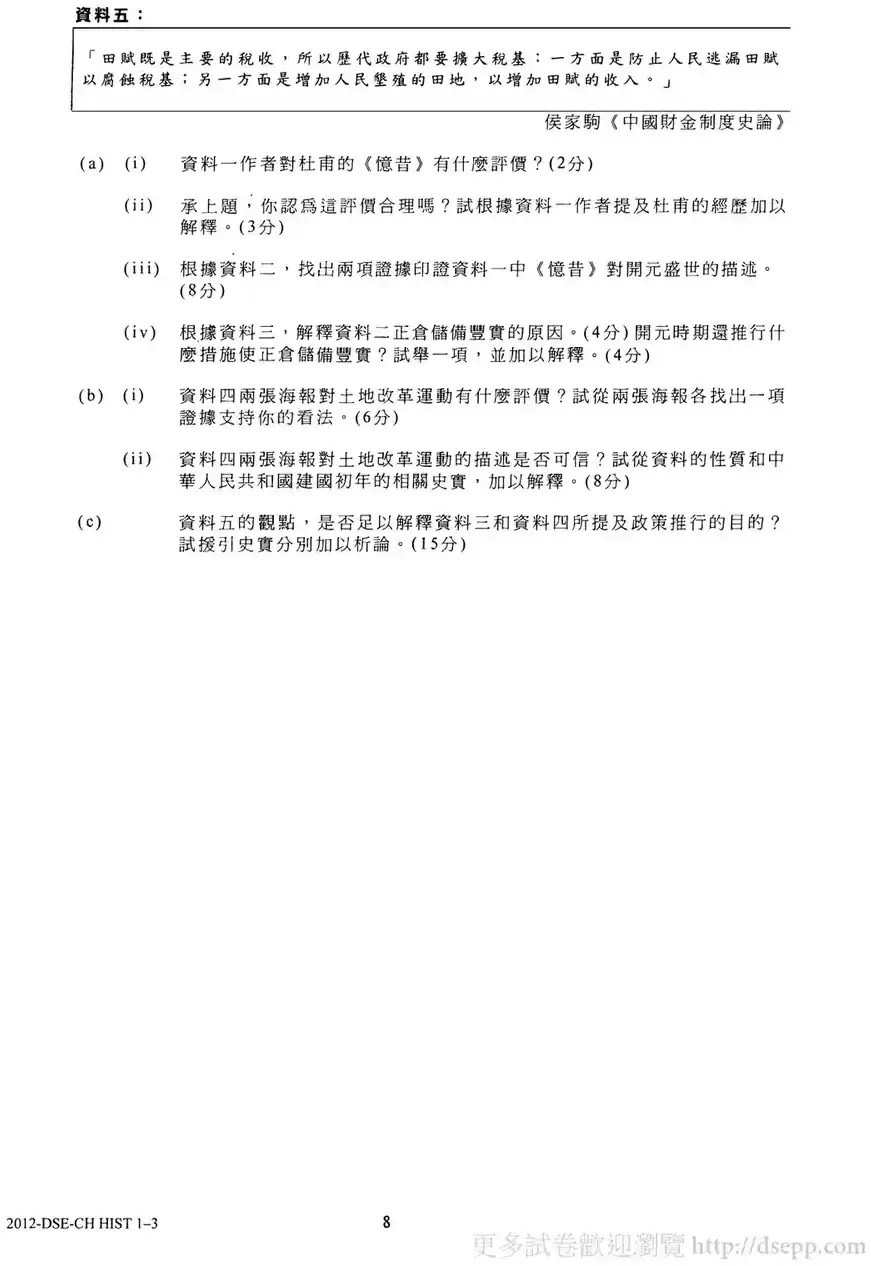 資料五：
「田賦既是主要的稅收，所以歷代政府都要擴大稅基：一方面是防止人民逃漏田賦
以腐蝕稅基；另一方面是增加人民墾殖的田地，以增加田賦的收入。」
侯家駒《中國財金制度史論》
(a) (i) 資料一作者對杜甫的《憶昔》有什麼評價？(2分)
(ii) 承上題，你認爲這評價合理嗎？試根據資料一作者提及杜甫的經歷加以
解釋。(3分)
(iii) 根據資料二，找出兩項證據印證資料一中《憶昔》對開元盛世的描述。
(8分)
(iv) 根據資料三，解釋資料二正倉儲備豐實的原因。(4分) 開元時期還推行什
麼措施使正倉儲備豐實？試舉一項，並加以解釋。(4分)
(b) (i) 資料四兩張海報對土地改革運動有什麼評價？試從兩張海報各找出一項
證據支持你的看法。(6分)
(ii) 資料四兩張海報對土地改革運動的描述是否可信？試從資料的性質和中
華人民共和國建國初年的相關史實，加以解釋。(8分)
(c) 資料五的觀點，是否足以解釋資料三和資料四所提及政策推行的目的？
試援引史實分別加以析論。(15分)
2012-DSE-CH HIST 1–3
8
更多試卷歡迎瀏覽 http://dsepp.com